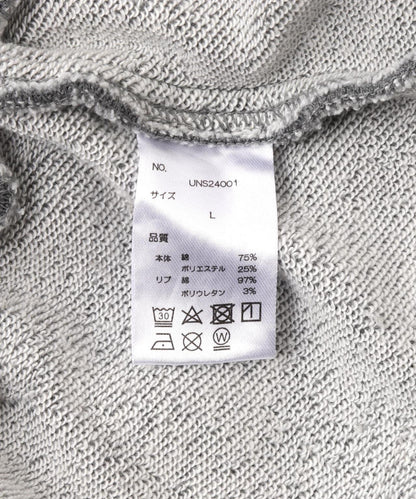 NO.
UNS24001
サイズ
L
品質
本体 綿 75%
ポリエステル 25%
リブ 綿 97%
ポリウレタン 3%
30
W